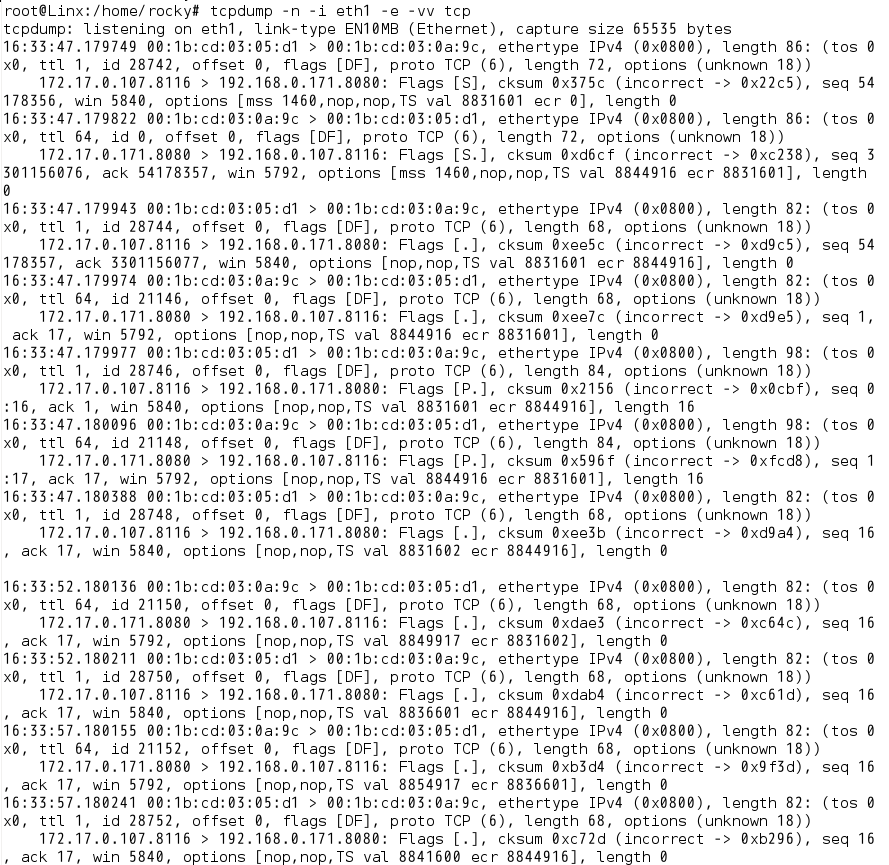 root@Linx:/home/rocky# tcpdump -n -i eth1 -e -vv tcp
tcpdump: listening on eth1, link-type EN10MB (Ethernet), capture size 65535 bytes
16:33:47.179749 00:1b:cd:03:05:d1 > 00:1b:cd:03:0a:9c, ethertype IPv4 (0x0800), length 86: (tos 0
x0, ttl 1, id 28742, offset 0, flags [DF], proto TCP (6), length 72, options (unknown 18))
    172.17.0.107.8116 > 192.168.0.171.8080: Flags [S], cksum 0x375c (incorrect -> 0x22c5), seq 54
178356, win 5840, options [mss 1460,nop,nop,TS val 8831601 ecr 0], length 0
16:33:47.179822 00:1b:cd:03:0a:9c > 00:1b:cd:03:05:d1, ethertype IPv4 (0x0800), length 86: (tos 0
x0, ttl 64, id 0, offset 0, flags [DF], proto TCP (6), length 72, options (unknown 18))
    172.17.0.171.8080 > 192.168.0.107.8116: Flags [S.], cksum 0xd6cf (incorrect -> 0xc238), seq 3
301156076, ack 54178357, win 5792, options [mss 1460,nop,nop,TS val 8844916 ecr 8831601], length
0
16:33:47.179943 00:1b:cd:03:05:d1 > 00:1b:cd:03:0a:9c, ethertype IPv4 (0x0800), length 82: (tos 0
x0, ttl 1, id 28744, offset 0, flags [DF], proto TCP (6), length 68, options (unknown 18))
    172.17.0.107.8116 > 192.168.0.171.8080: Flags [.], cksum 0xee5c (incorrect -> 0xd9c5), seq 54
178357, ack 3301156077, win 5840, options [nop,nop,TS val 8831601 ecr 8844916], length 0
16:33:47.179974 00:1b:cd:03:0a:9c > 00:1b:cd:03:05:d1, ethertype IPv4 (0x0800), length 82: (tos 0
x0, ttl 64, id 21146, offset 0, flags [DF], proto TCP (6), length 68, options (unknown 18))
    172.17.0.171.8080 > 192.168.0.107.8116: Flags [.], cksum 0xee7c (incorrect -> 0xd9e5), seq 1,
 ack 17, win 5792, options [nop,nop,TS val 8844916 ecr 8831601], length 0
16:33:47.179977 00:1b:cd:03:05:d1 > 00:1b:cd:03:0a:9c, ethertype IPv4 (0x0800), length 98: (tos 0
x0, ttl 1, id 28746, offset 0, flags [DF], proto TCP (6), length 84, options (unknown 18))
    172.17.0.107.8116 > 192.168.0.171.8080: Flags [P.], cksum 0x2156 (incorrect -> 0x0cbf), seq 0
:16, ack 1, win 5840, options [nop,nop,TS val 8831601 ecr 8844916], length 16
16:33:47.180096 00:1b:cd:03:0a:9c > 00:1b:cd:03:05:d1, ethertype IPv4 (0x0800), length 98: (tos 0
x0, ttl 64, id 21148, offset 0, flags [DF], proto TCP (6), length 84, options (unknown 18))
    172.17.0.171.8080 > 192.168.0.107.8116: Flags [P.], cksum 0x596f (incorrect -> 0xfcd8), seq 1
:17, ack 17, win 5792, options [nop,nop,TS val 8844916 ecr 8831601], length 16
16:33:47.180388 00:1b:cd:03:05:d1 > 00:1b:cd:03:0a:9c, ethertype IPv4 (0x0800), length 82: (tos 0
x0, ttl 1, id 28748, offset 0, flags [DF], proto TCP (6), length 68, options (unknown 18))
    172.17.0.107.8116 > 192.168.0.171.8080: Flags [.], cksum 0xee3b (incorrect -> 0xd9a4), seq 16
, ack 17, win 5840, options [nop,nop,TS val 8831602 ecr 8844916], length 0

16:33:52.180136 00:1b:cd:03:0a:9c > 00:1b:cd:03:05:d1, ethertype IPv4 (0x0800), length 82: (tos 0
x0, ttl 64, id 21150, offset 0, flags [DF], proto TCP (6), length 68, options (unknown 18))
    172.17.0.171.8080 > 192.168.0.107.8116: Flags [.], cksum 0xdae3 (incorrect -> 0xc64c), seq 16
, ack 17, win 5792, options [nop,nop,TS val 8849917 ecr 8831602], length 0
16:33:52.180211 00:1b:cd:03:05:d1 > 00:1b:cd:03:0a:9c, ethertype IPv4 (0x0800), length 82: (tos 0
x0, ttl 1, id 28750, offset 0, flags [DF], proto TCP (6), length 68, options (unknown 18))
    172.17.0.107.8116 > 192.168.0.171.8080: Flags [.], cksum 0xdab4 (incorrect -> 0xc61d), seq 16
, ack 17, win 5840, options [nop,nop,TS val 8836601 ecr 8844916], length 0
16:33:57.180155 00:1b:cd:03:0a:9c > 00:1b:cd:03:05:d1, ethertype IPv4 (0x0800), length 82: (tos 0
x0, ttl 64, id 21152, offset 0, flags [DF], proto TCP (6), length 68, options (unknown 18))
    172.17.0.171.8080 > 192.168.0.107.8116: Flags [.], cksum 0xb3d4 (incorrect -> 0x9f3d), seq 16
, ack 17, win 5792, options [nop,nop,TS val 8854917 ecr 8836601], length 0
16:33:57.180241 00:1b:cd:03:05:d1 > 00:1b:cd:03:0a:9c, ethertype IPv4 (0x0800), length 82: (tos 0
x0, ttl 1, id 28752, offset 0, flags [DF], proto TCP (6), length 68, options (unknown 18))
    172.17.0.107.8116 > 192.168.0.171.8080: Flags [.], cksum 0xc72d (incorrect -> 0xb296), seq 16
, ack 17, win 5840, options [nop,nop,TS val 8841600 ecr 8844916], length 0